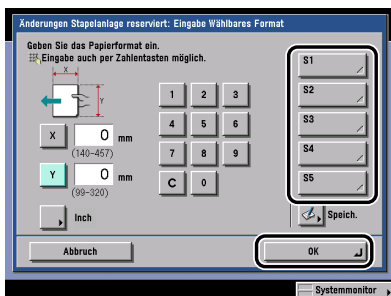 Änderungen Stapelanlage reserviert: Eingabe Wählbares Format
Geben Sie das Papierformat ein.
Eingabe auch per Zahlentasten möglich.
X
Y
X 0 mm
(140-457)
Y 0 mm
(99-320)
Inch
1 2 3
4 5 6
7 8 9
C 0
S1
S2
S3
S4
S5
Speich.
Abbruch
OK
Systemmonitor